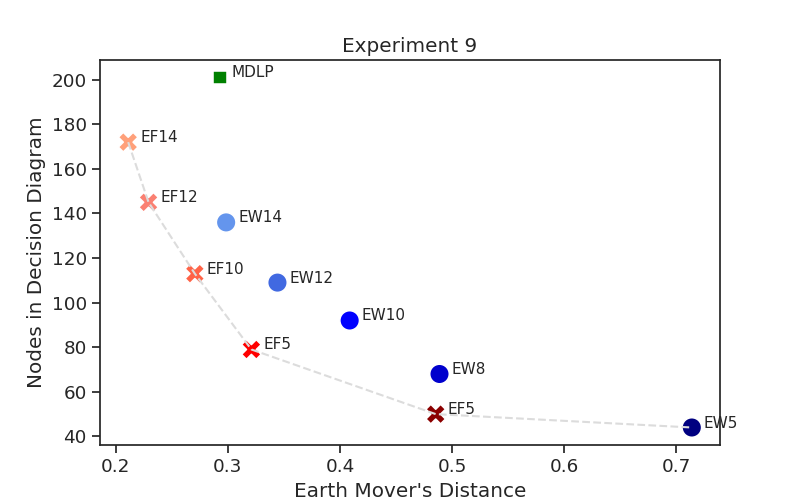 Experiment 9
Nodes in Decision Diagram
200
180
160
140
120
100
80
60
40
MDLP
EF14
EF12
EW14
EF10
EW12
EW10
EF5
EW8
EF5
EW5
0.2
0.3
0.4
0.5
0.6
0.7
Earth Mover's Distance